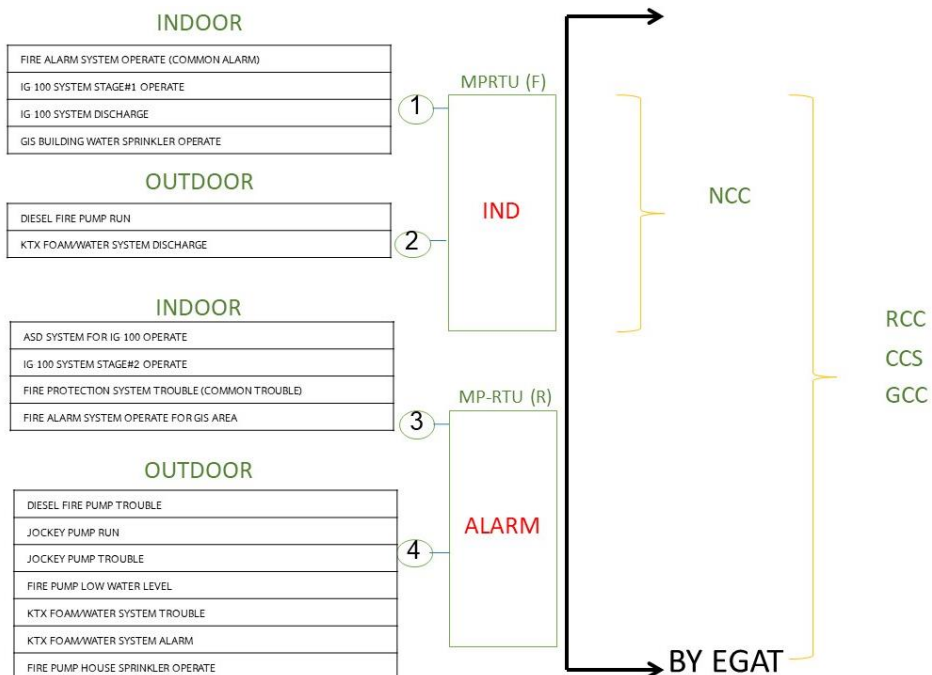 INDOOR
FIRE ALARM SYSTEM OPERATE (COMMON ALARM)
IG 100 SYSTEM STAGE#1 OPERATE
IG 100 SYSTEM DISCHARGE
GIS BUILDING WATER SPRINKLER OPERATE
1
OUTDOOR
DIESEL FIRE PUMP RUN
KTX FOAM/WATER SYSTEM DISCHARGE
2
MPRTU (F)
IND
INDOOR
ASD SYSTEM FOR IG 100 OPERATE
IG 100 SYSTEM STAGE#2 OPERATE
FIRE PROTECTION SYSTEM TROUBLE (COMMON TROUBLE)
FIRE ALARM SYSTEM OPERATE FOR GIS AREA
3
OUTDOOR
DIESEL FIRE PUMP TROUBLE
JOCKEY PUMP RUN
JOCKEY PUMP TROUBLE
FIRE PUMP LOW WATER LEVEL
KTX FOAM/WATER SYSTEM TROUBLE
KTX FOAM/WATER SYSTEM ALARM
FIRE PUMP HOUSE SPRINKLER OPERATE
4
MP-RTU (R)
ALARM
NCC
RCC
CCS
GCC
BY EGAT